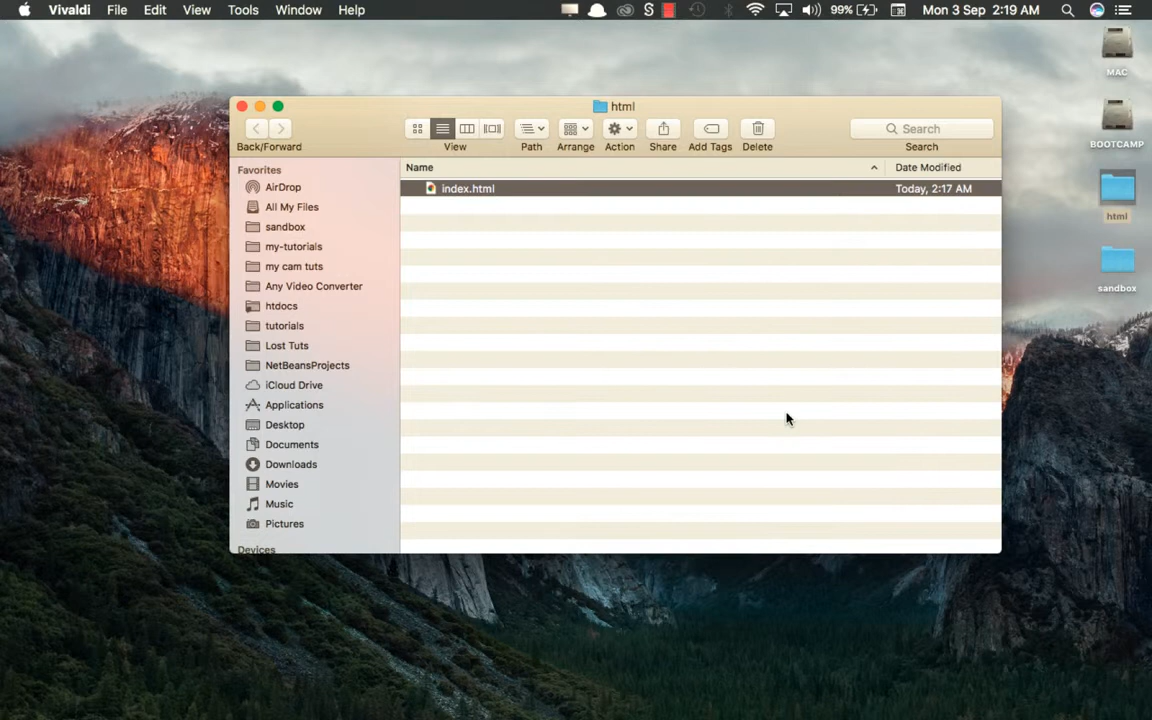 Vivaldi File Edit View Tools Window Help 99% Mon 3 Sep 2:19 AM
MAC
BOOTCAMP
html
sandbox
html
Search
Back/Forward View Path Arrange Action Share Add Tags Delete Search
Favorites
AirDrop
All My Files
sandbox
my-tutorials
my cam tuts
Any Video Converter
htdocs
tutorials
Lost Tuts
NetBeansProjects
iCloud Drive
Applications
Desktop
Documents
Downloads
Movies
Music
Pictures
Devices
Name Date Modified
index.html Today, 2:17 AM